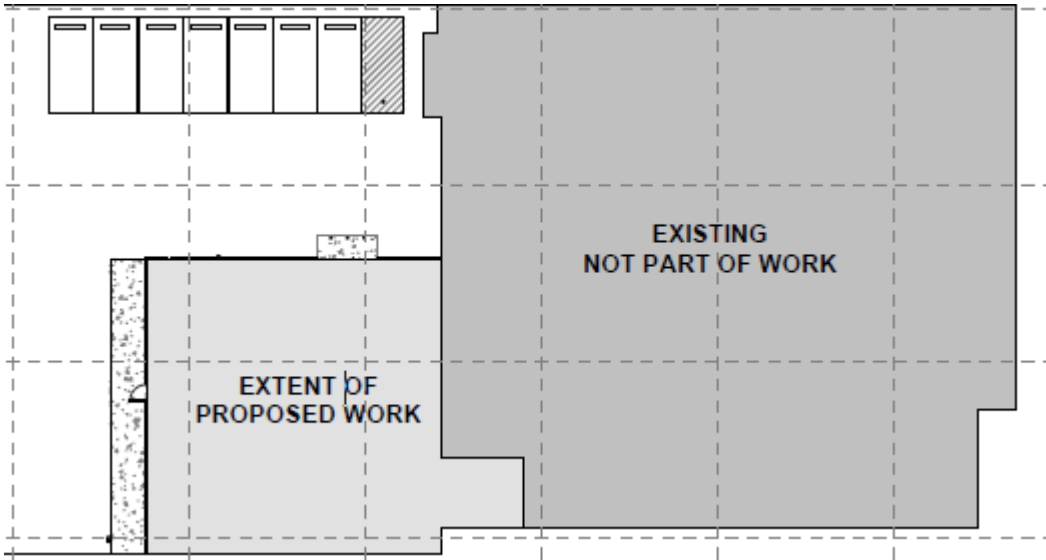 EXISTING
NOT PART OF WORK
EXTENT OF
PROPOSED WORK